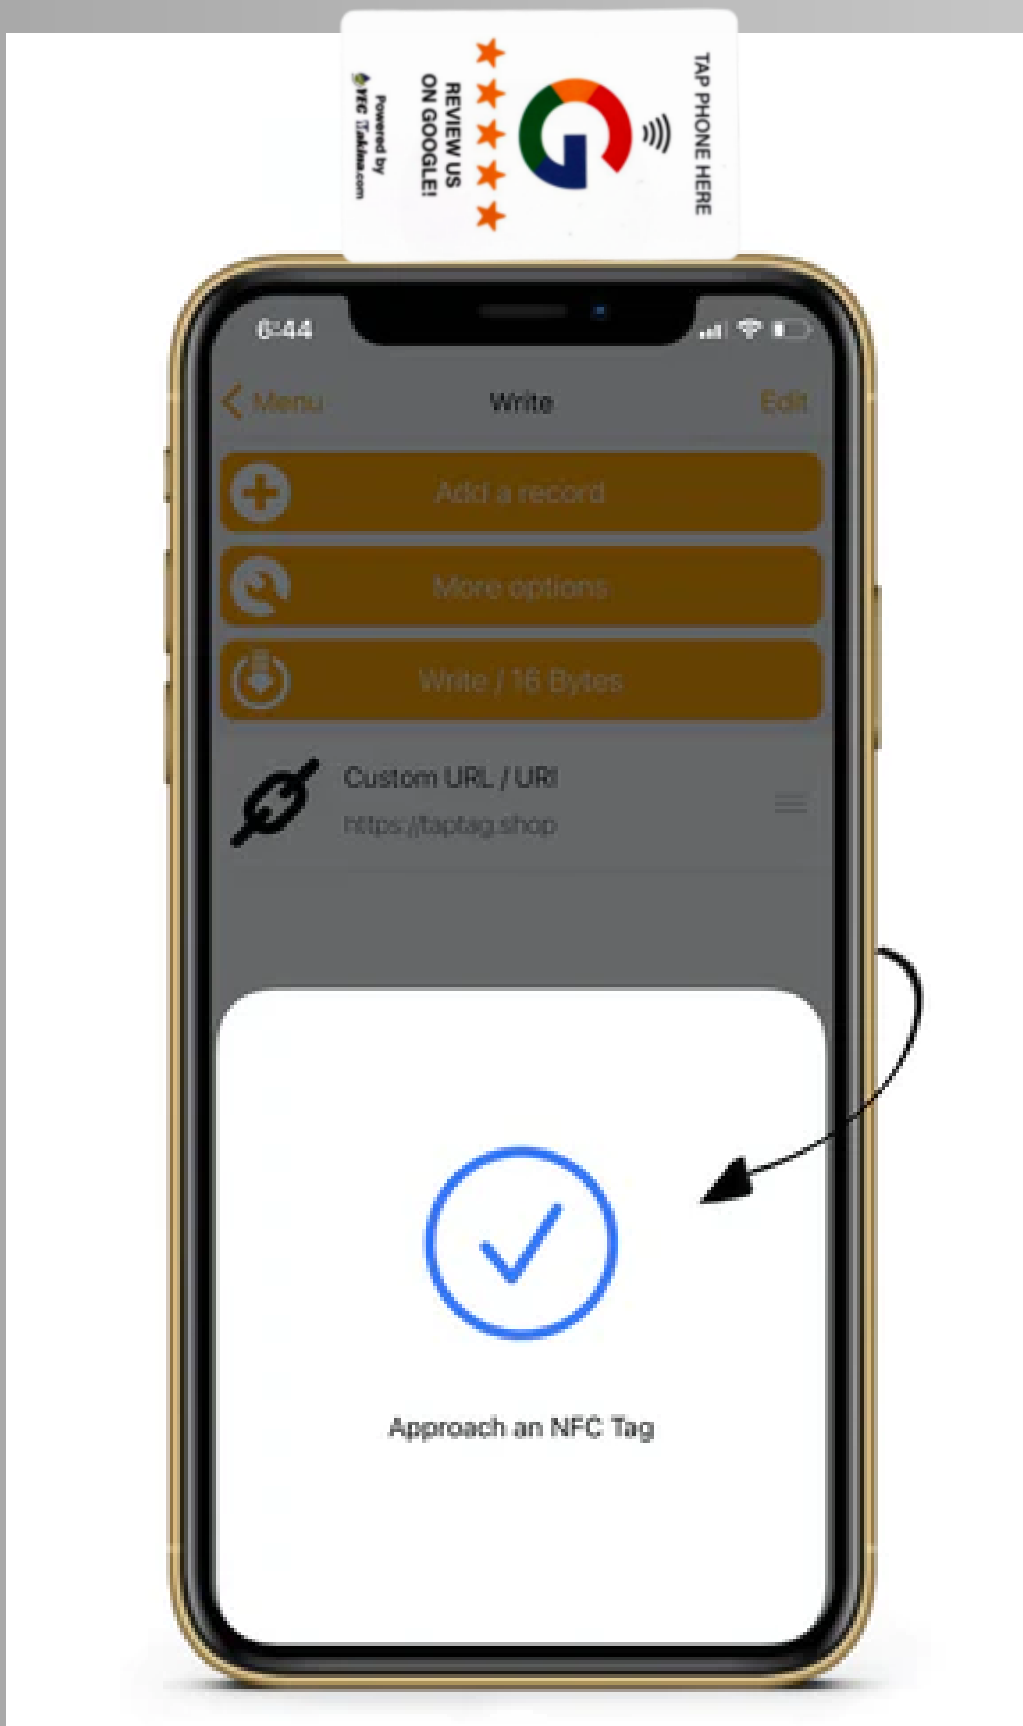 TAP PHONE HERE
REVIEW US
ON GOOGLE!
Powered by
6:44
Menu
Write
Edit
Add a record
More options
Write / 16 Bytes
Custom URL / URI
https://taptag.shop
Approach an NFC Tag